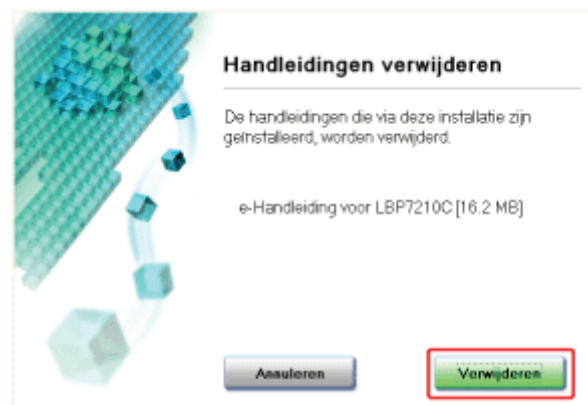 Handleidingen verwijderen
De handleidingen die via deze installatie zijn
geïnstalleerd, worden verwijderd.
e-Handleiding voor LBP7210C [16.2 MB]
Annuleren
Verwijderen